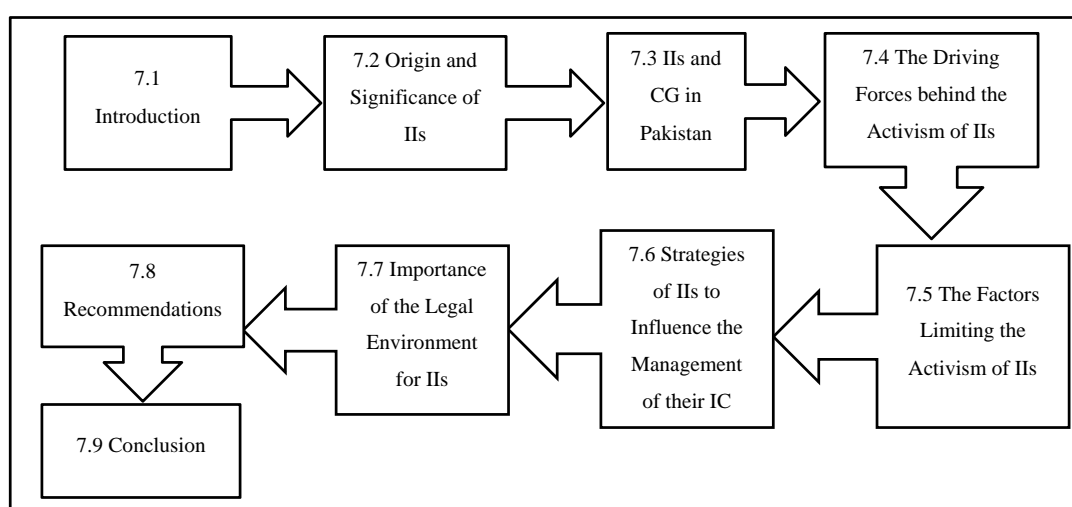 7.1
Introduction
7.2 Origin and
Significance of
IIs
7.3 IIs and
CG in
Pakistan
7.4 The Driving
Forces behind the
Activism of IIs
7.5 The Factors
Limiting the
Activism of IIs
7.6 Strategies
of IIs to
Influence the
Management
of their IC
7.7 Importance
of the Legal
Environment
for IIs
7.8
Recommendations
7.9 Conclusion